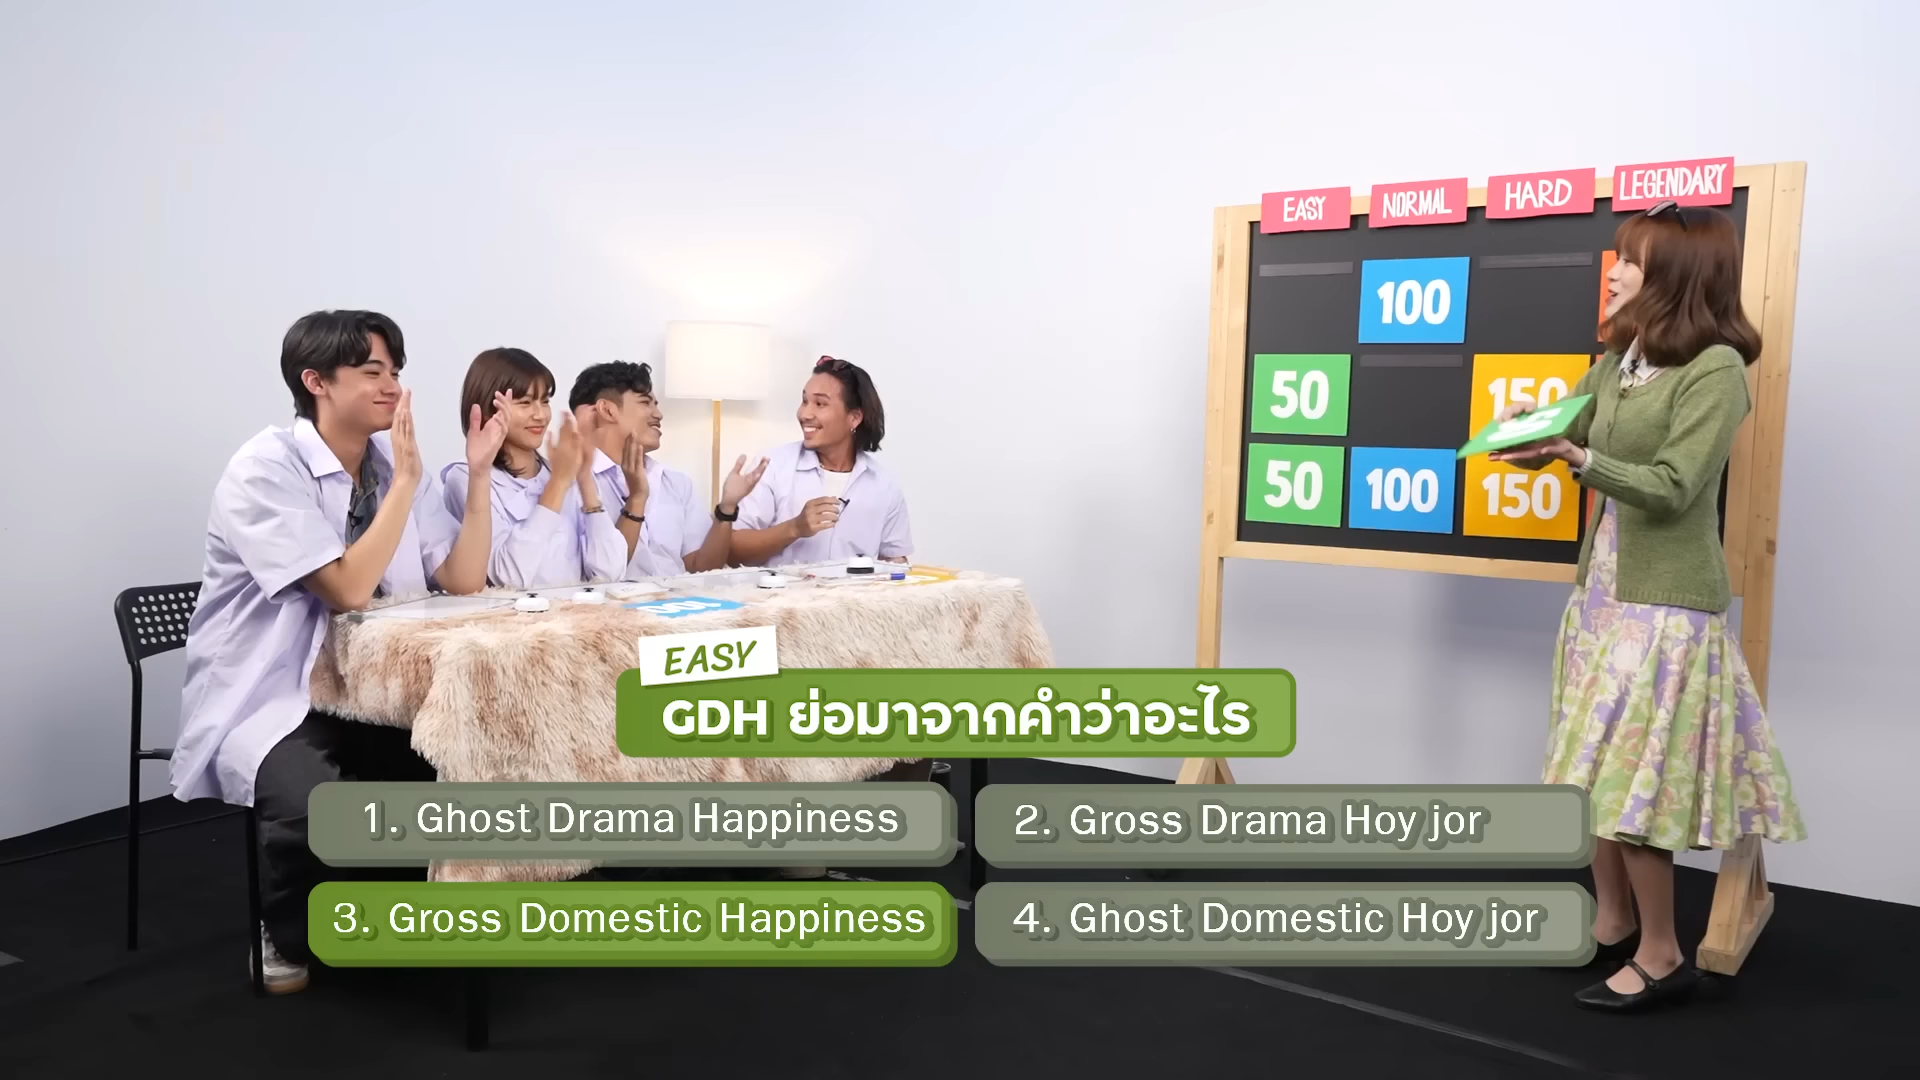 EASY
NORMAL
HARD
LEGENDARY
100
50
150
50
100
150
EASY
GDH ย่อมาจากคำว่าอะไร
1. Ghost Drama Happiness
2. Gross Drama Hoy jor
3. Gross Domestic Happiness
4. Ghost Domestic Hoy jor